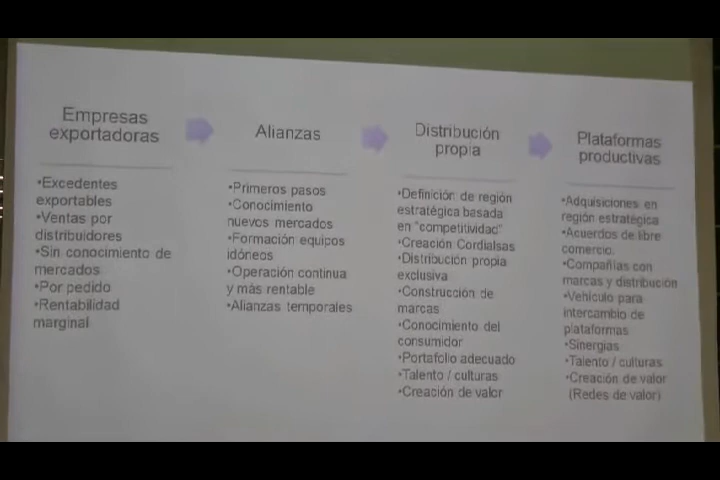 Empresas
exportadoras
•Excedentes
exportables
•Ventas por
distribuidores
•Sin conocimiento de
mercados
•Por pedido
•Rentabilidad
marginal
Alianzas
•Primeros pasos
•Conocimiento
nuevos mercados
•Formación equipos
idóneos
•Operación continua
y más rentable
•Alianzas temporales
Distribución
propia
•Definición de región
estratégica basada
en "competitividad"
•Creación Cordialsas
•Distribución propia
exclusiva
•Construcción de
marcas
•Conocimiento del
consumidor
•Portafolio adecuado
•Talento / culturas
•Creación de valor
Plataformas
productivas
•Adquisiciones en
región estratégica
•Acuerdos de libre
comercio.
•Compañías con
marcas y distribución
•Vehículo para
intercambio de
plataformas
•Sinergias
•Talento / culturas
•Creación de valor
(Redes de valor)